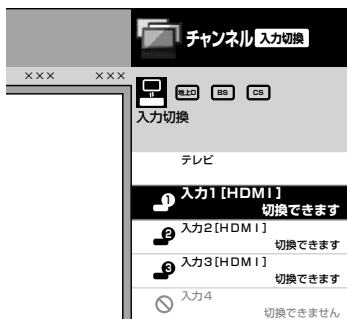 チャンネル 入力切換
××× ×××
地上D BS CS
入力切換
テレビ
1 入力1[HDMI]
切換できます
2 入力2[HDMI]
切換できます
3 入力3[HDMI]
切換できます
入力4
切換できません